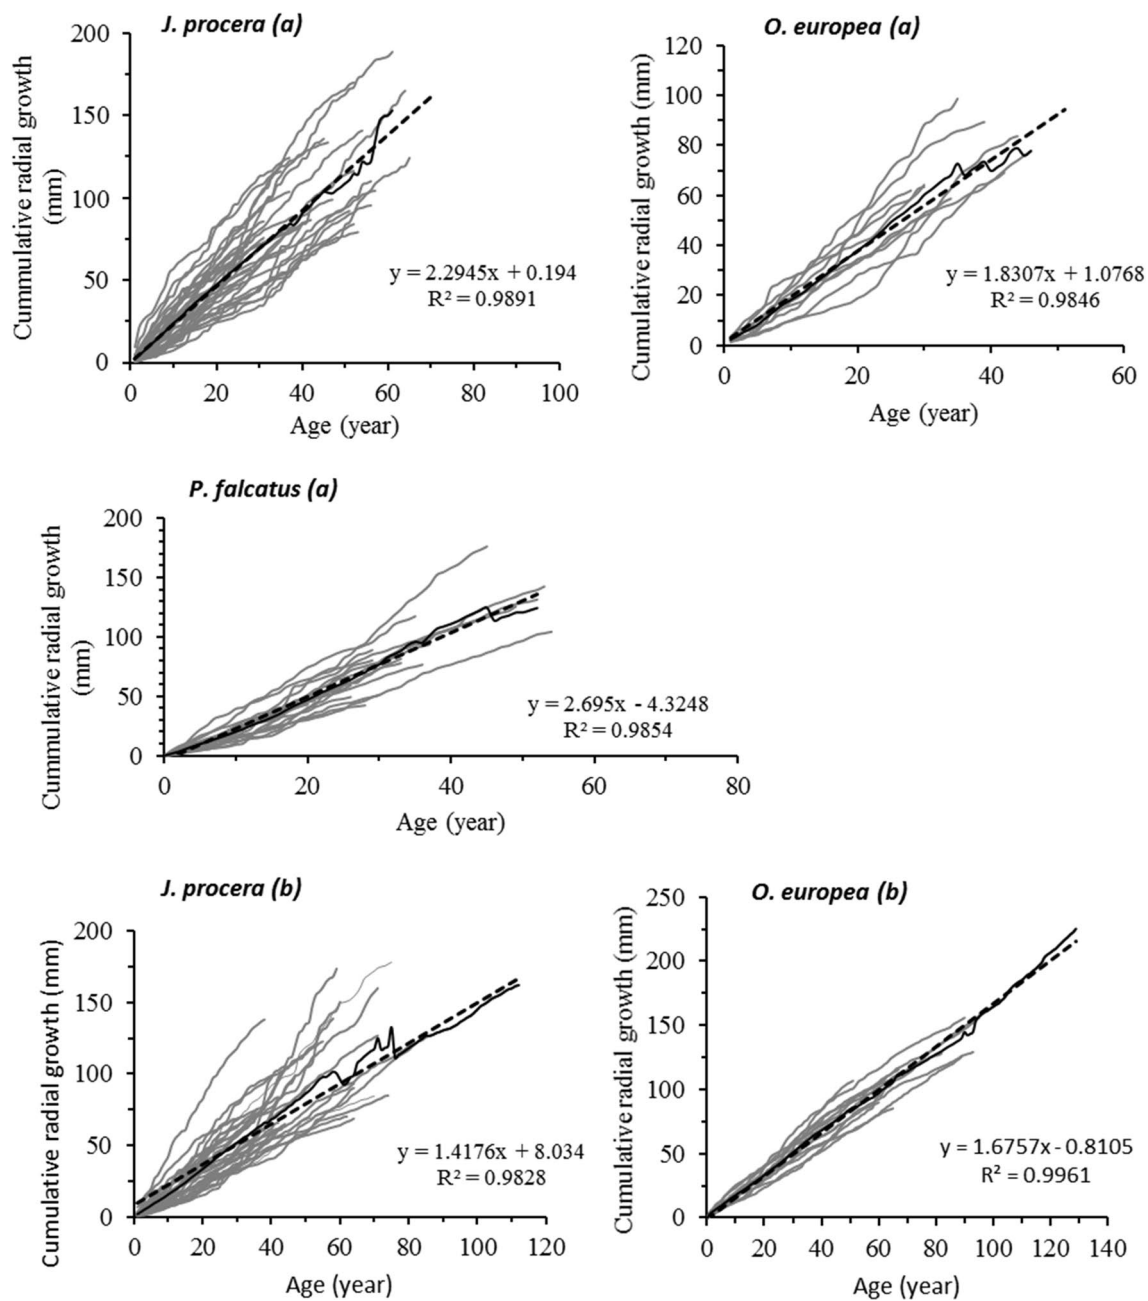 J. procera (a)
Cummulative radial growth
(mm)
200
150
100
50
0
y = 2.2945x + 0.194
R² = 0.9891
0 20 40 60 80 100
Age (year)
O. europea (a)
Cumulative radial growth (mm)
120
100
80
60
40
20
0
y = 1.8307x + 1.0768
R² = 0.9846
0 20 40 60
Age (year)
P. falcatus (a)
Cummulative radial growth
(mm)
200
150
100
50
0
y = 2.695x - 4.3248
R² = 0.9854
0 20 40 60 80
Age (year)
J. procera (b)
Cumulative radial growth (mm)
200
150
100
50
0
y = 1.4176x + 8.034
R² = 0.9828
0 20 40 60 80 100 120
Age (year)
O. europea (b)
Cumulative radial growth (mm)
250
200
150
100
50
0
y = 1.6757x - 0.8105
R² = 0.9961
0 20 40 60 80 100 120 140
Age (year)